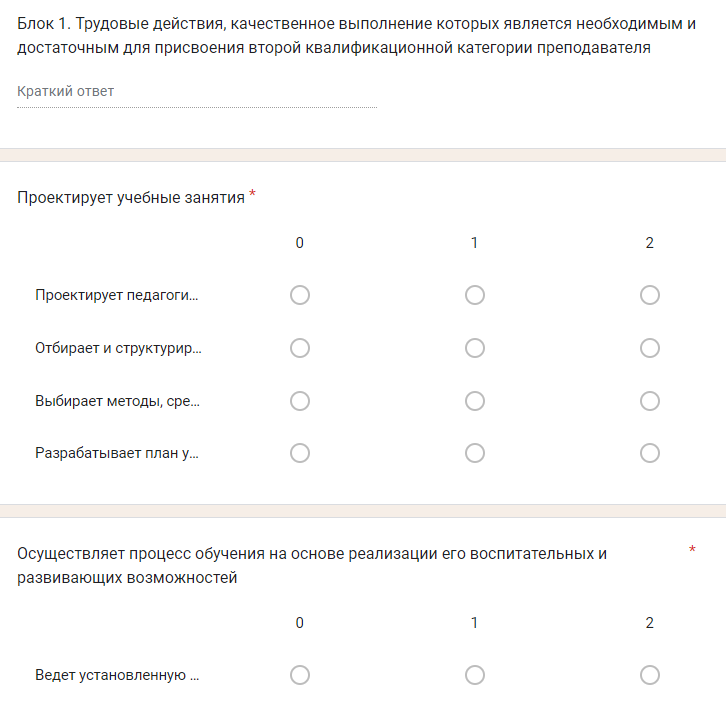 Блок 1. Трудовые действия, качественное выполнение которых является необходимым и
достаточным для присвоения второй квалификационной категории преподавателя
Краткий ответ
Проектирует учебные занятия *
0 1 2
Проектирует педагоги...
Отбирает и структурир...
Выбирает методы, сре...
Разрабатывает план у...
Осуществляет процесс обучения на основе реализации его воспитательных и *
развивающих возможностей
0 1 2
Ведет установленную ...